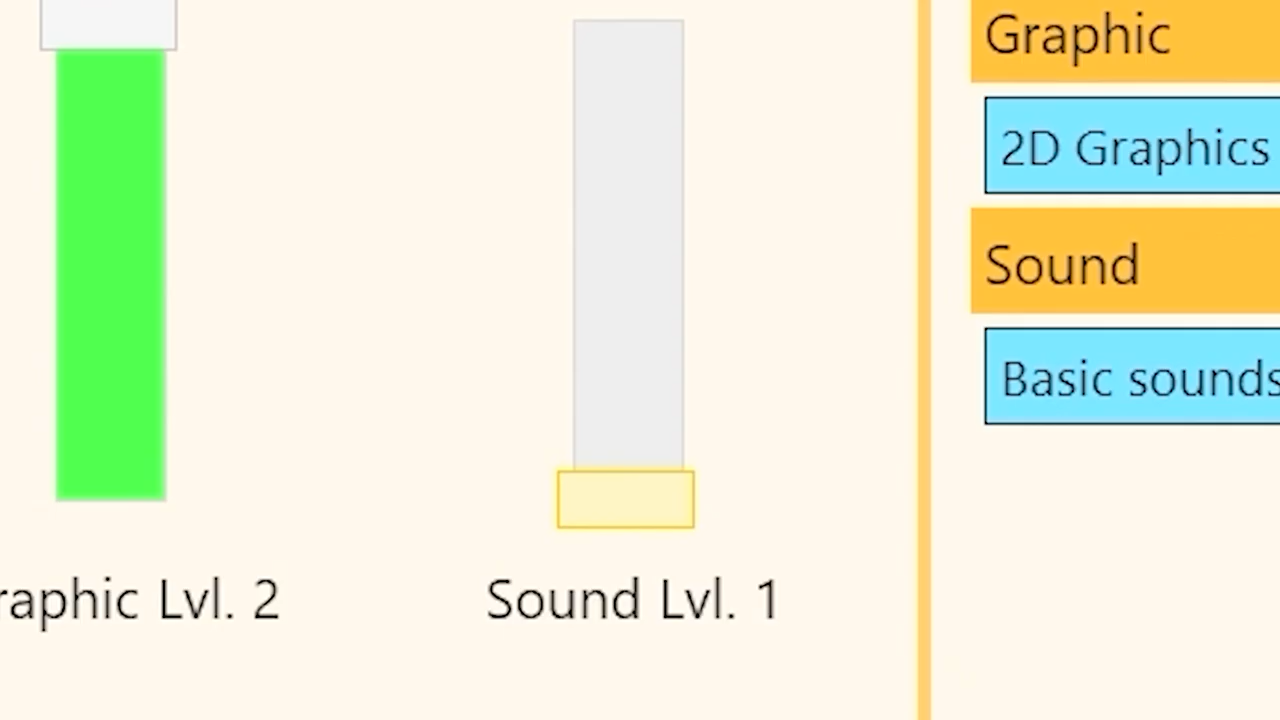 raphic Lvl. 2
Sound Lvl. 1
Graphic
2D Graphics
Sound
Basic sounds